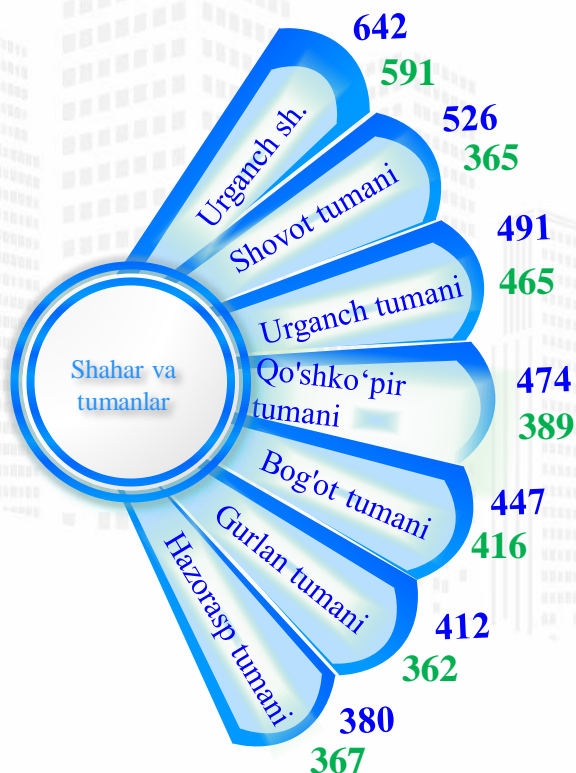 642
591
Urganch sh.
526
365
Shovot tumani
491
465
Urganch tumani
474
389
Qo'shko‘pir
tumani
447
416
Bog'ot tumani
412
362
Gurlan tumani
380
367
Hazorasp tumani
Shahar va
tumanlar